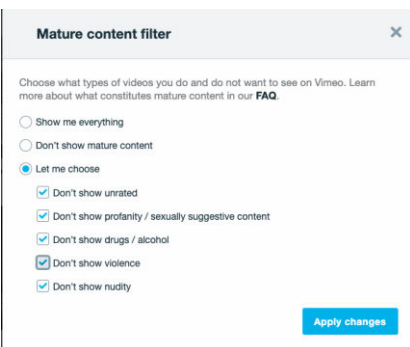 Mature content filter
Choose what types of videos you do and do not want to see on Vimeo. Learn
more about what constitutes mature content in our FAQ.
Show me everything
Don't show mature content
Let me choose
Don't show unrated
Don't show profanity / sexually suggestive content
Don't show drugs / alcohol
Don't show violence
Don't show nudity
Apply changes